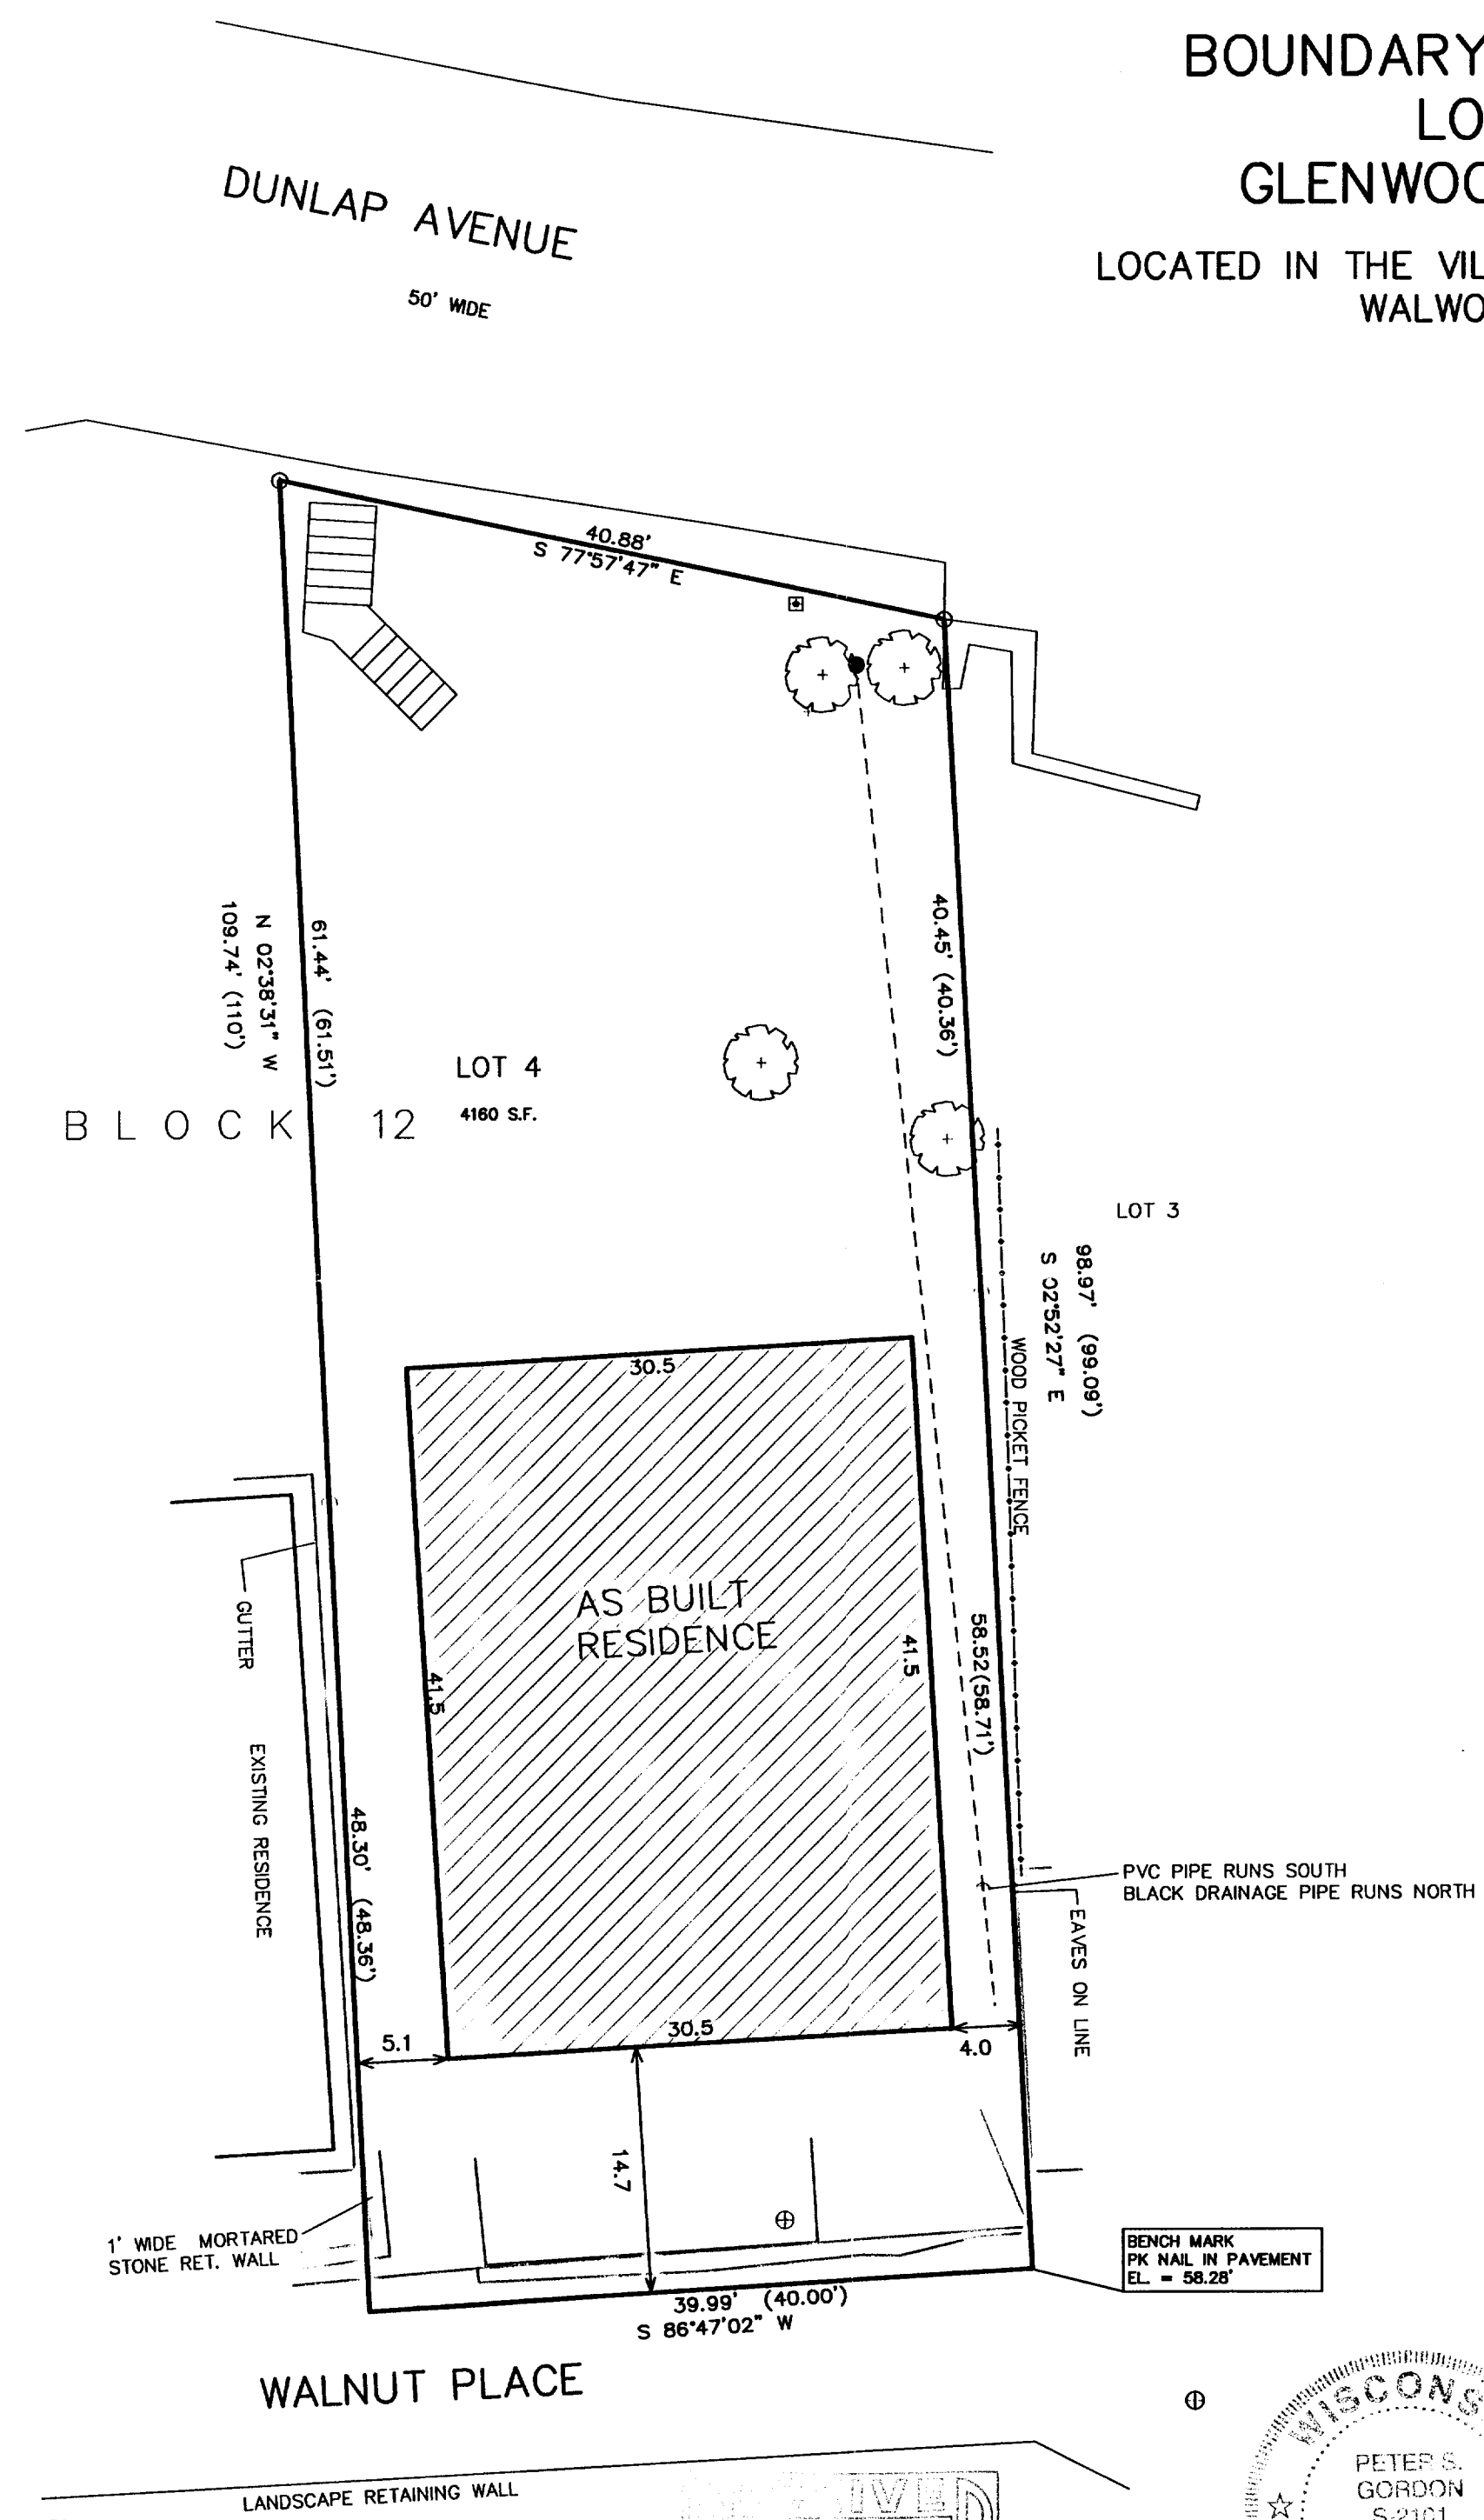 BOUNDARY
LO
GLENWOO
LOCATED IN THE VIL
WALWO
DUNLAP AVENUE
50' WIDE
40.88'
S 77°57'47" E
40.45' (40.36')
61.44' (61.51')
N 02°38'31" W
109.74' (110')
LOT 4
4160 S.F.
BLOCK 12
LOT 3
98.97' (99.09')
S 02°52'27" E
WOOD PICKET FENCE
30.5
AS BUILT
RESIDENCE
41.5
41.5
58.52(58.71')
GUTTER
EXISTING RESIDENCE
48.30' (48.36')
PVC PIPE RUNS SOUTH
BLACK DRAINAGE PIPE RUNS NORTH
EAVES ON LINE
30.5
5.1
4.0
14.7
1' WIDE MORTARED
STONE RET. WALL
BENCH MARK
PK NAIL IN PAVEMENT
EL. = 58.28'
39.99' (40.00')
S 86°47'02" W
WALNUT PLACE
LANDSCAPE RETAINING WALL
WISCONS
PETER S.
GORDON
S-2101